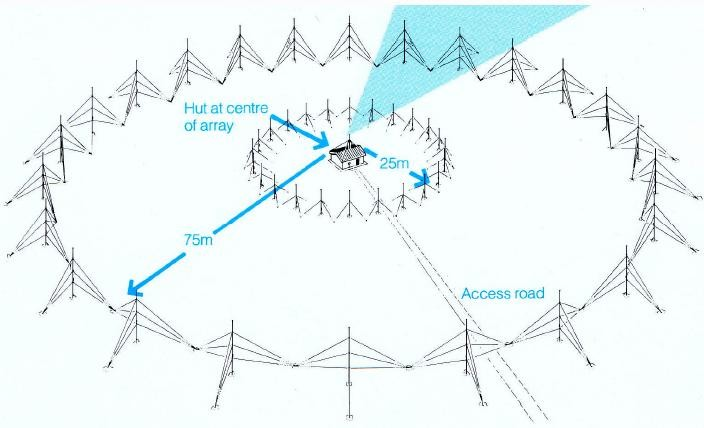 Hut at centre
of array
25m
75m
Access road